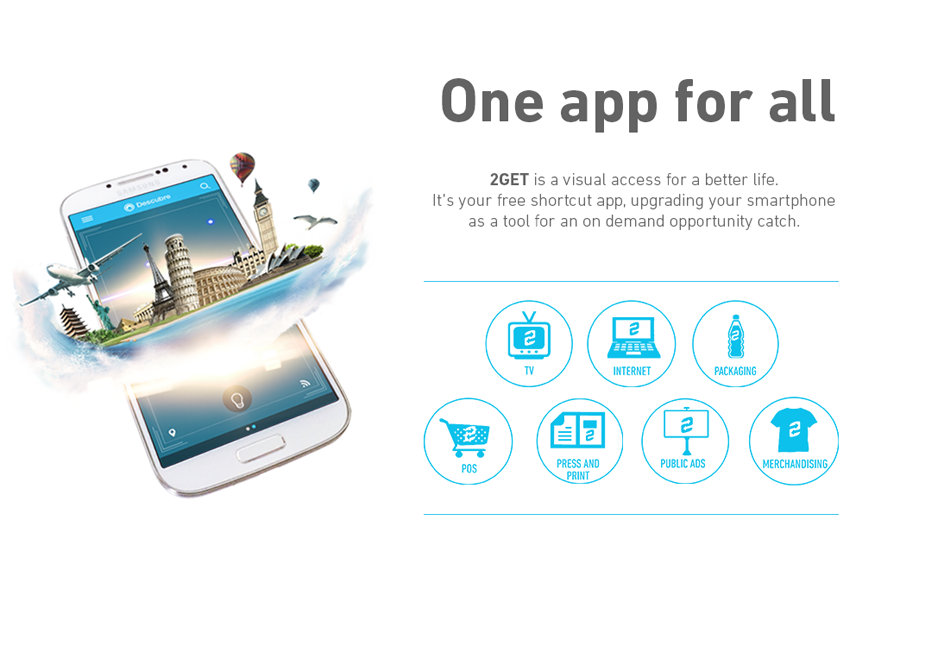 One app for all
2GET is a visual access for a better life.
It's your free shortcut app, upgrading your smartphone
as a tool for an on demand opportunity catch.
SAMSUNG
Descubre
TV
INTERNET
PACKAGING
POS
PRESS AND
PRINT
PUBLIC ADS
MERCHANDISING